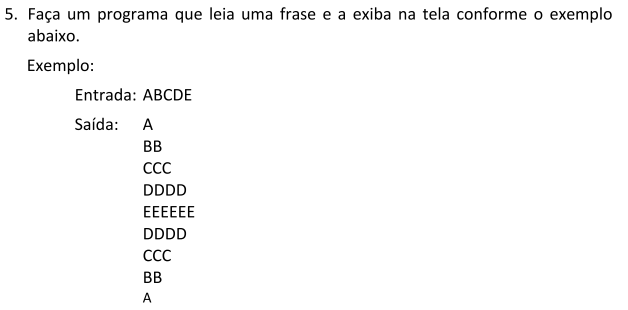 5. Faça um programa que leia uma frase e a exiba na tela conforme o exemplo
abaixo.
Exemplo:
Entrada: ABCDE
Saída: A
BB
CCC
DDDD
EEEEEE
DDDD
CCC
BB
A